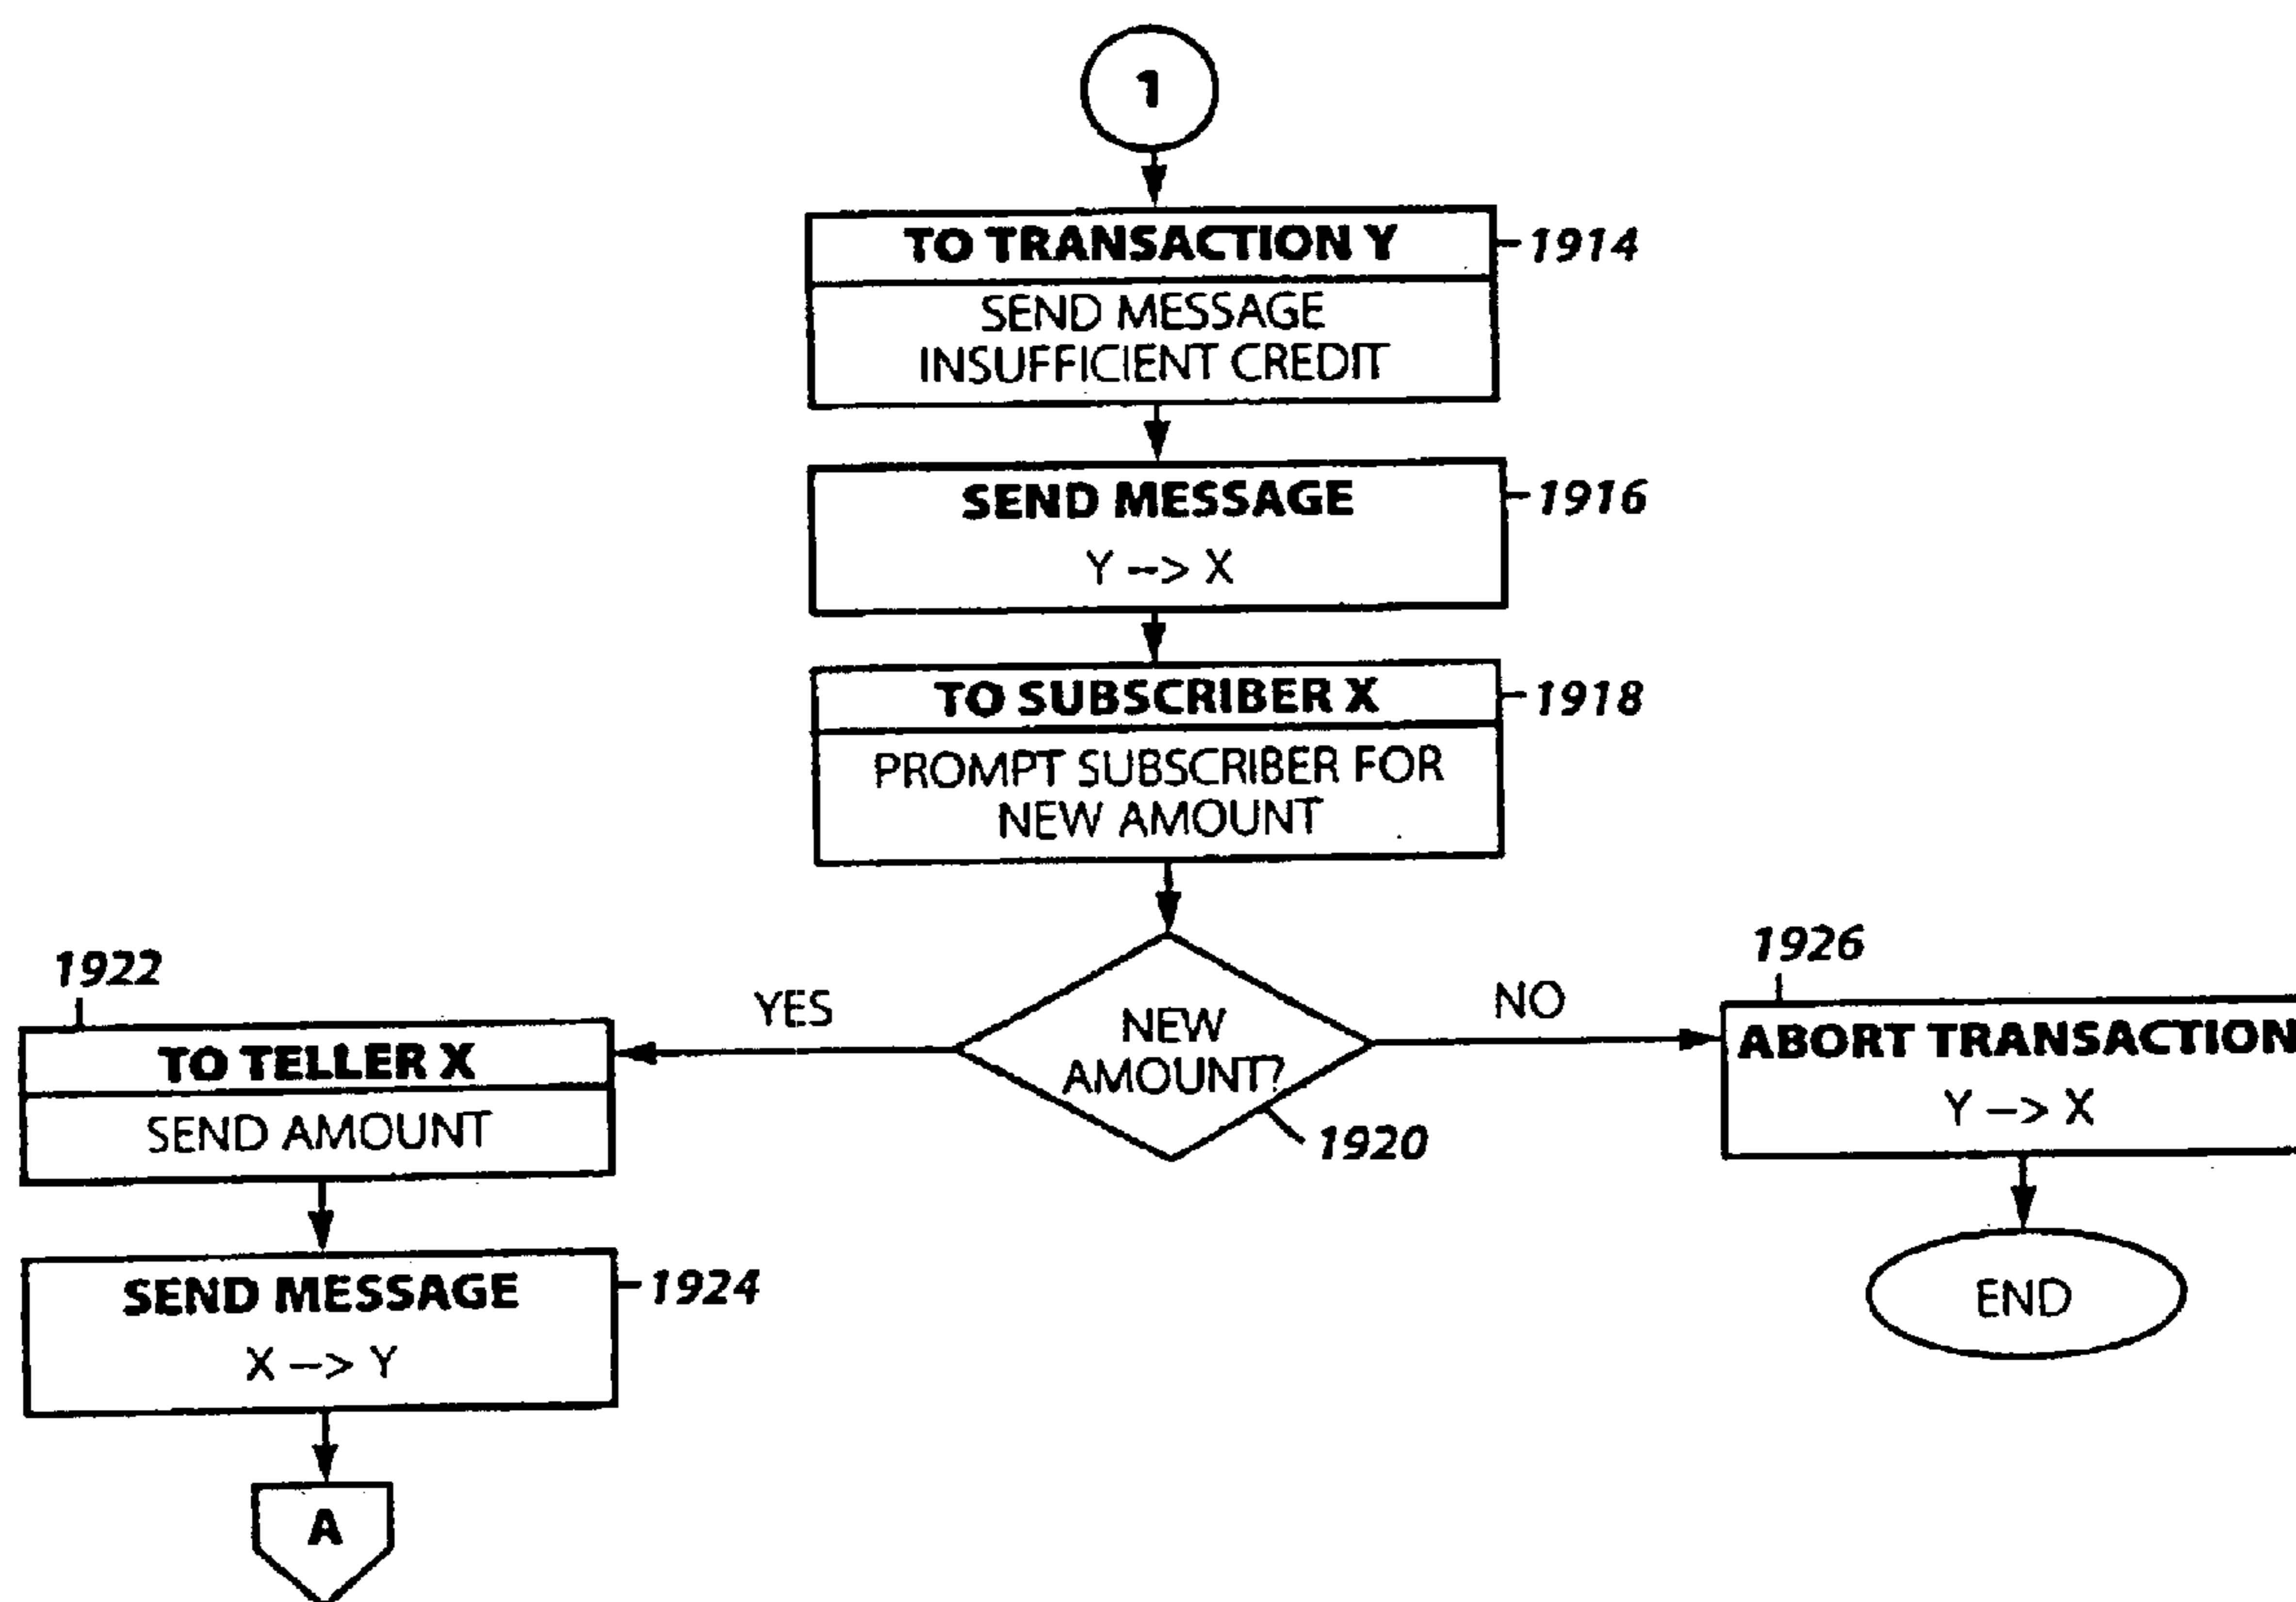 1
TO TRANSACTION Y
1914
SEND MESSAGE
INSUFFICIENT CREDIT
SEND MESSAGE
1916
Y --> X
TO SUBSCRIBER X
1918
PROMPT SUBSCRIBER FOR
NEW AMOUNT
1922
YES
NEW
AMOUNT?
NO
1926
TO TELLER X
SEND AMOUNT
1920
ABORT TRANSACTION
Y --> X
SEND MESSAGE
1924
X --> Y
END
A